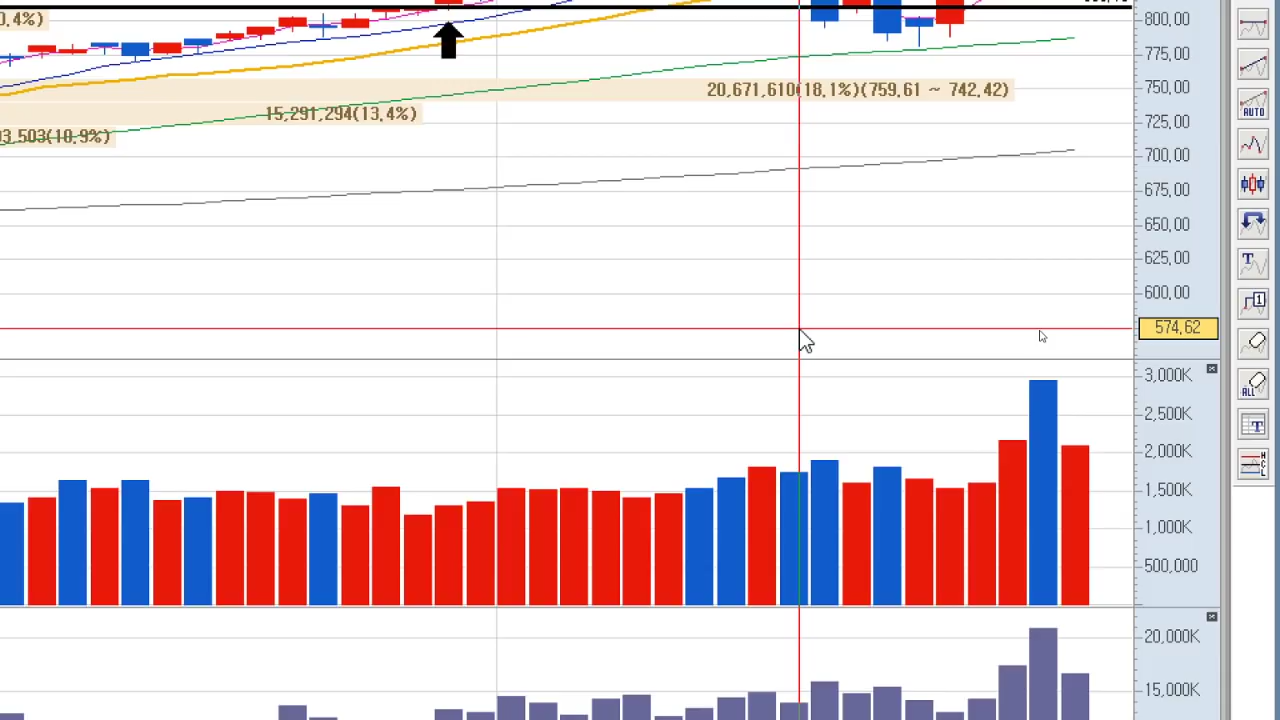 0.4%)
800.00
775.00
20,671,610(18.1%)(759.61 ~ 742.42)
750.00
15,291,294(13.4%)
AUTO
725.00
3,503(10.9%)
700.00
675.00
650.00
625.00
T
600.00
1
574.62
3,000K
ALL
2,500K
T
2,000K
H
C
L
1,500K
1,000K
500,000
20,000K
15,000K